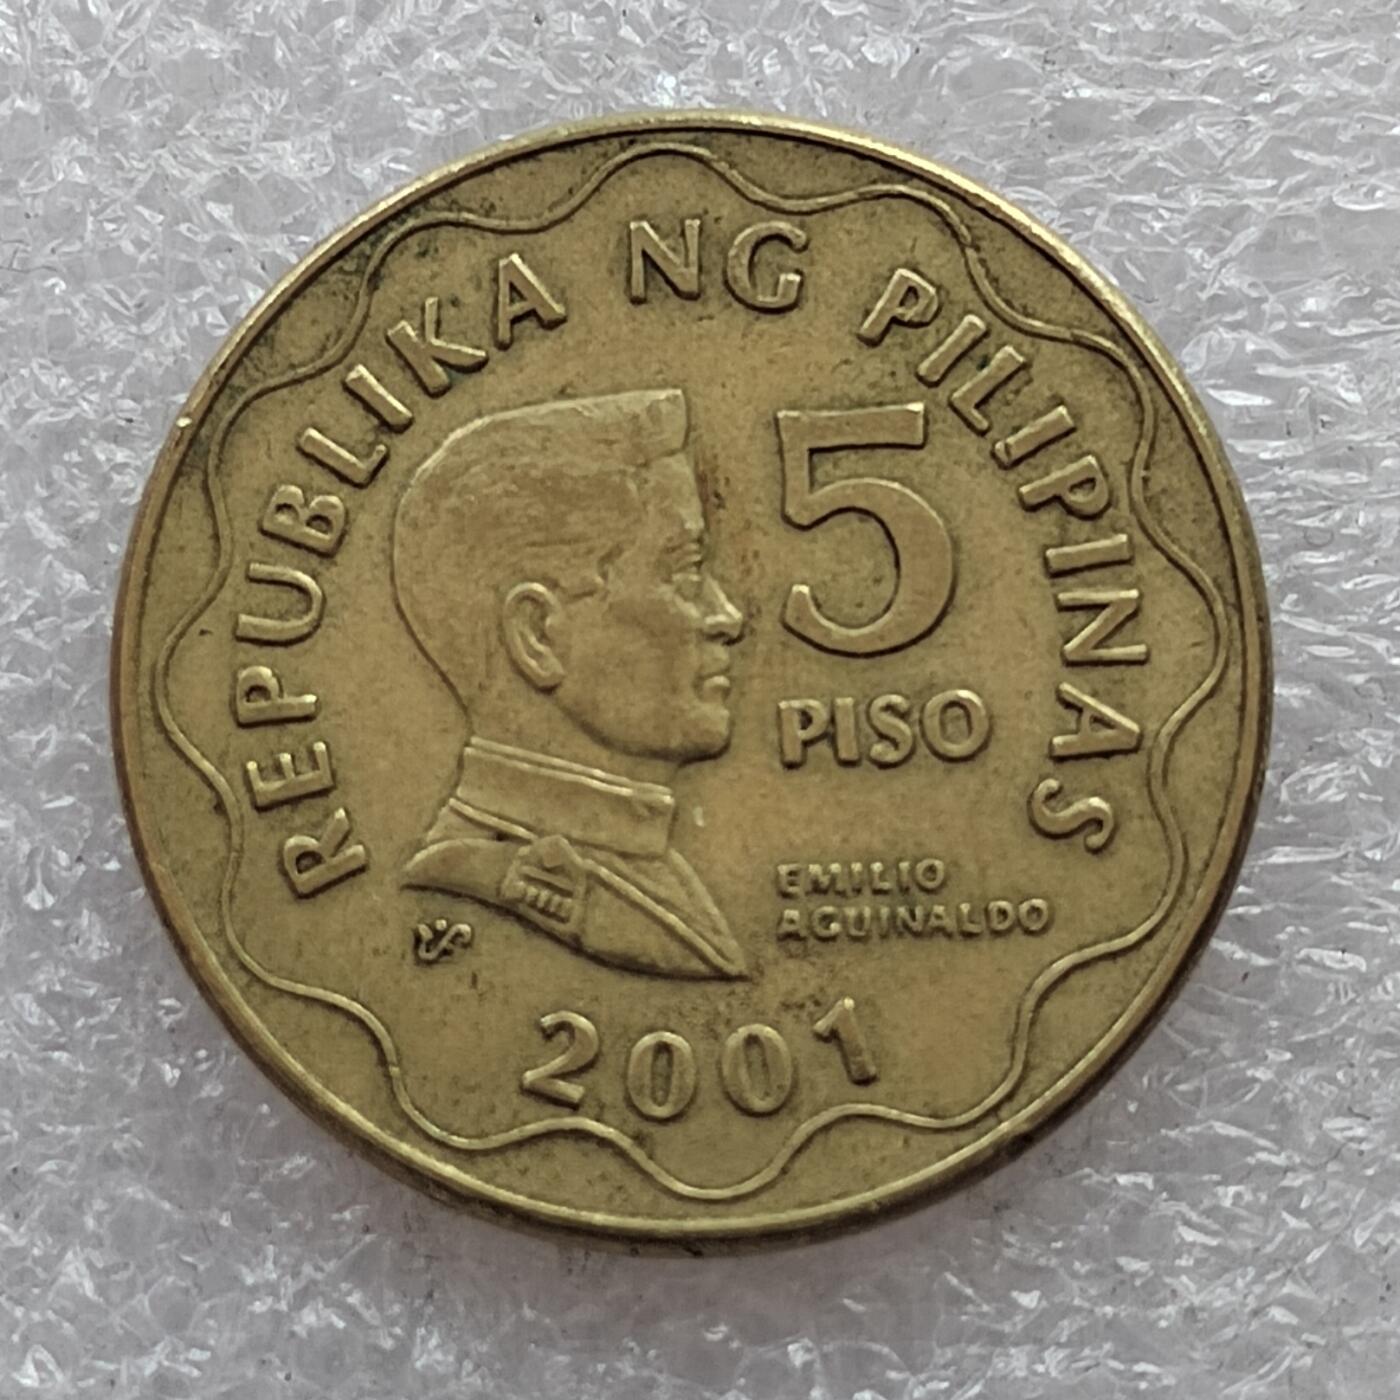 REPUBLIKA NG PILIPINAS
5
PISO
EMILIO
AGUINALDO
2001